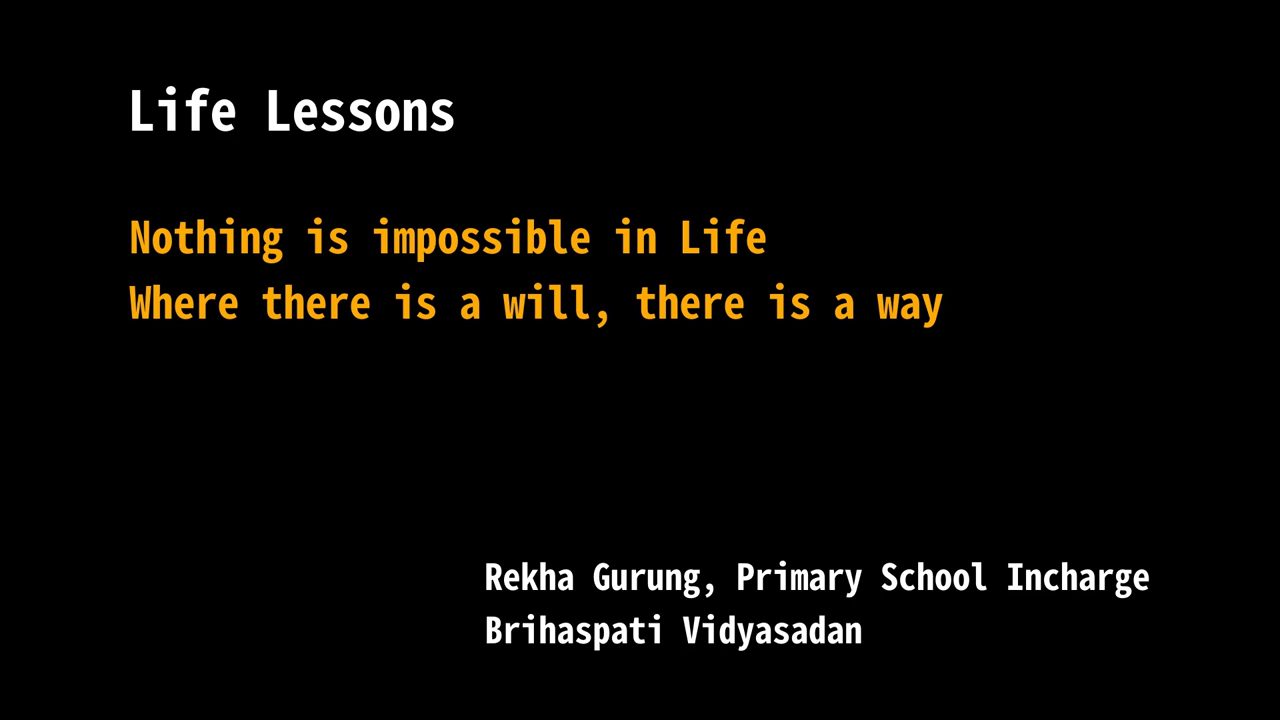 Life Lessons
Nothing is impossible in Life
Where there is a will, there is a way
Rekha Gurung, Primary School Incharge
Brihaspati Vidyasadan